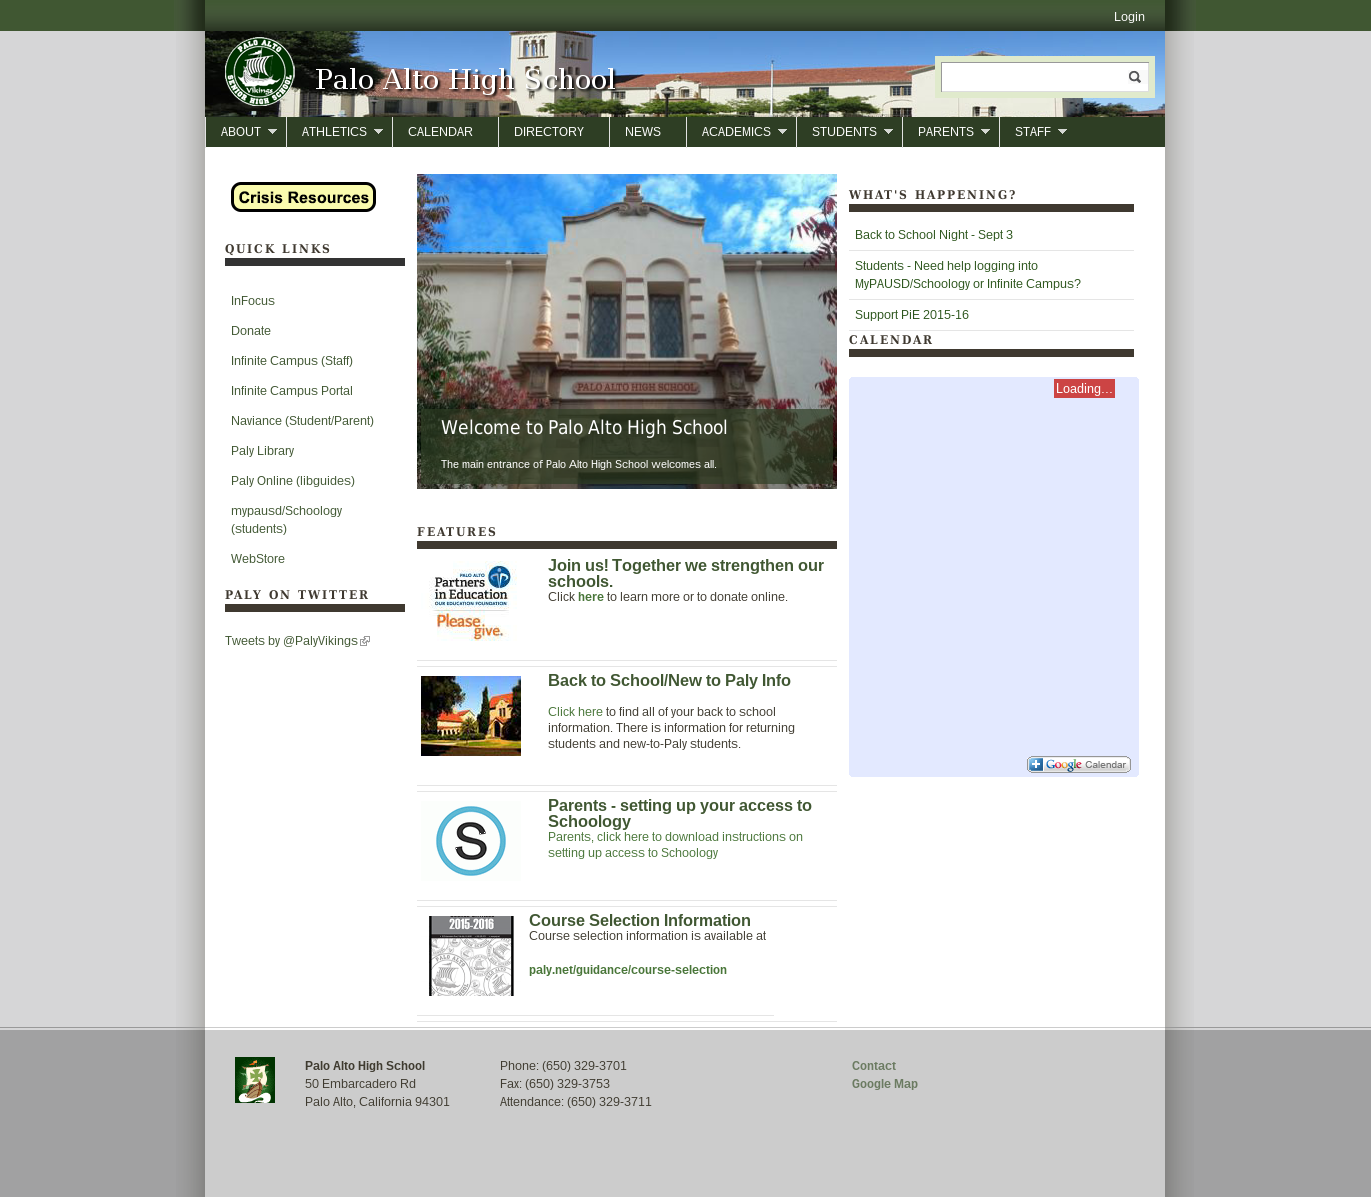 Login
PALO ALTO
SENIOR HIGH SCHOOL
Vikings
Palo Alto High School
ABOUT
ATHLETICS
CALENDAR
DIRECTORY
NEWS
ACADEMICS
STUDENTS
PARENTS
STAFF
Crisis Resources
QUICK LINKS
InFocus
Donate
Infinite Campus (Staff)
Infinite Campus Portal
Naviance (Student/Parent)
Paly Library
Paly Online (libguides)
mypausd/Schoology
(students)
WebStore
PALY ON TWITTER
Tweets by @PalyVikings
PALO ALTO HIGH SCHOOL
Welcome to Palo Alto High School
The main entrance of Palo Alto High School welcomes all.
FEATURES
PALO ALTO
Partners
in Education
OUR EDUCATION FOUNDATION
Please
give.
Join us! Together we strengthen our
schools.
Click here to learn more or to donate online.
Back to School/New to Paly Info
Click here to find all of your back to school
information. There is information for returning
students and new-to-Paly students.
S
Parents - setting up your access to
Schoology
Parents, click here to download instructions on
setting up access to Schoology
2015-2016
Course Selection Information
Course selection information is available at
paly.net/guidance/course-selection
WHAT'S HAPPENING?
Back to School Night - Sept 3
Students - Need help logging into
MyPAUSD/Schoology or Infinite Campus?
Support PiE 2015-16
CALENDAR
Loading...
Google Calendar
Palo Alto High School
50 Embarcadero Rd
Palo Alto, California 94301
Phone: (650) 329-3701
Fax: (650) 329-3753
Attendance: (650) 329-3711
Contact
Google Map